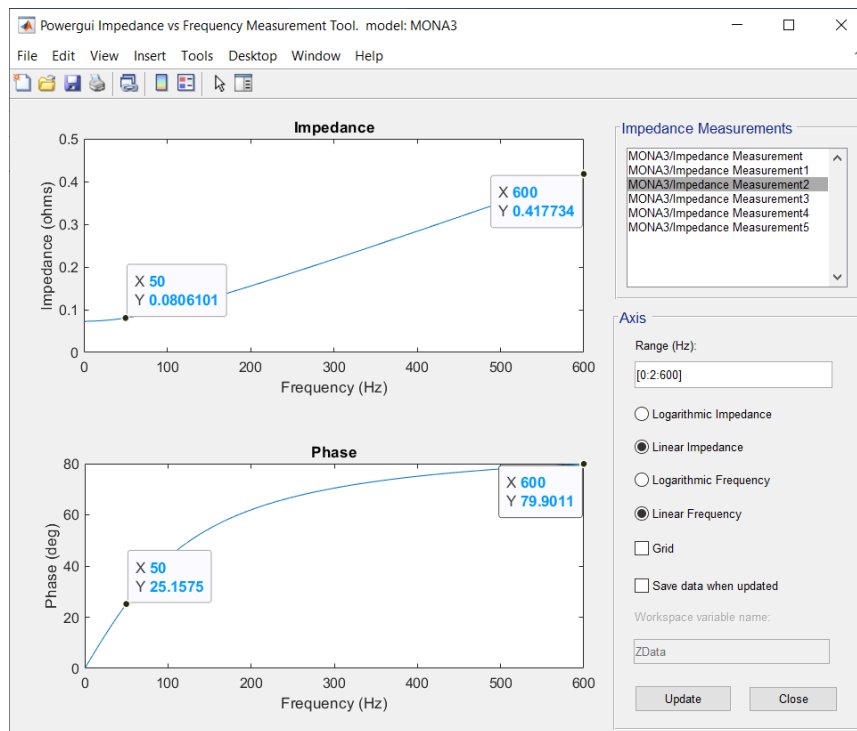 Powergui Impedance vs Frequency Measurement Tool. model: MONA3
File Edit View Insert Tools Desktop Window Help
Impedance
Impedance (ohms)
0.5
0.4
0.3
0.2
0.1
0
X 50
Y 0.0806101
X 600
Y 0.417734
0 100 200 300 400 500 600
Frequency (Hz)
Phase
Phase (deg)
80
60
40
20
0
X 50
Y 25.1575
X 600
Y 79.9011
0 100 200 300 400 500 600
Frequency (Hz)
Impedance Measurements
MONA3/Impedance Measurement
MONA3/Impedance Measurement1
MONA3/Impedance Measurement2
MONA3/Impedance Measurement3
MONA3/Impedance Measurement4
MONA3/Impedance Measurement5
Axis
Range (Hz):
[0:2:600]
Logarithmic Impedance
Linear Impedance
Logarithmic Frequency
Linear Frequency
Grid
Save data when updated
Workspace variable name:
ZData
Update Close